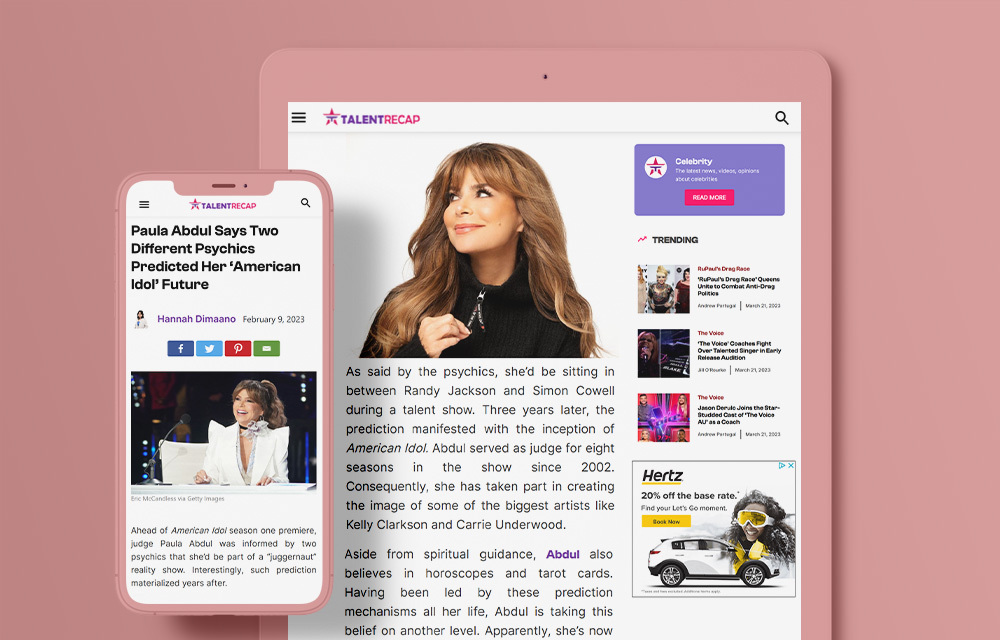 TALENTRECAP
Paula Abdul Says Two
Different Psychics
Predicted Her ‘American
Idol’ Future
Hannah Dimaano February 9, 2023
Eric McCandless via Getty Images
Ahead of American Idol season one premiere,
judge Paula Abdul was informed by two
psychics that she’d be part of a “juggernaut”
reality show. Interestingly, such prediction
materialized years after.
TALENTRECAP
As said by the psychics, she’d be sitting in
between Randy Jackson and Simon Cowell
during a talent show. Three years later, the
prediction manifested with the inception of
American Idol. Abdul served as judge for eight
seasons in the show since 2002.
Consequently, she has taken part in creating
the image of some of the biggest artists like
Kelly Clarkson and Carrie Underwood.
Aside from spiritual guidance, Abdul also
believes in horoscopes and tarot cards.
Having been led by these prediction
mechanisms all her life, Abdul is taking this
belief on another level. Apparently, she’s now
Celebrity
The latest news, videos, opinions
about celebrities.
READ MORE
TRENDING
RuPaul's Drag Race
‘RuPaul’s Drag Race’ Queens
Unite to Combat Anti-Drag
Politics
Andrew Portugal | March 21, 2023
The Voice
‘The Voice’ Coaches Fight
Over Talented Singer in Early
Release Audition
Jill O’Rourke | March 21, 2023
The Voice
Jason Derulo Joins the Star-
Studded Cast of ‘The Voice
AU’ as a Coach
Andrew Portugal | March 21, 2023
Hertz
20% off the base rate.*
Find your Let’s Go moment.
Book Now